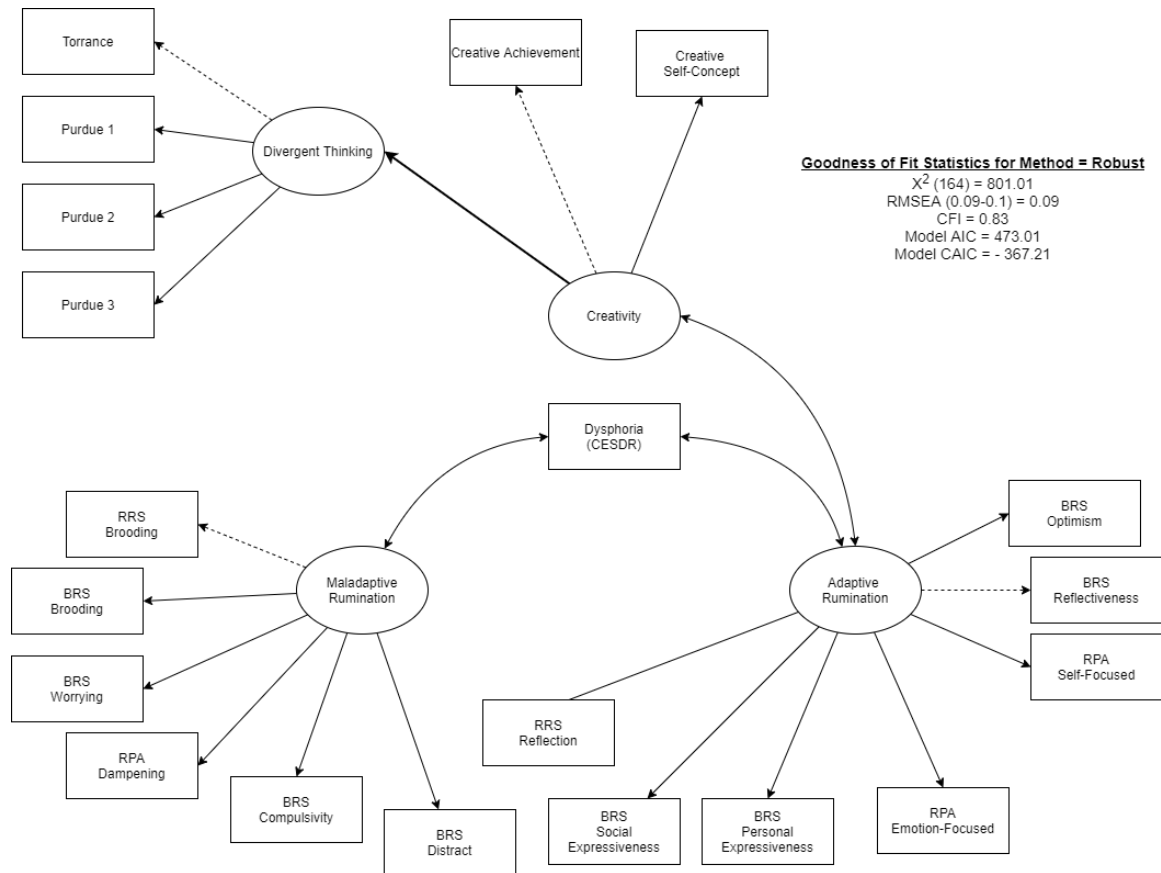 Torrance
Creative Achievement
Creative
Self-Concept
Purdue 1
Divergent Thinking
Goodness of Fit Statistics for Method = Robust
X² (164) = 801.01
RMSEA (0.09-0.1) = 0.09
CFI = 0.83
Model AIC = 473.01
Model CAIC = - 367.21
Purdue 2
Purdue 3
Creativity
Dysphoria
(CESDR)
RRS
Brooding
BRS
Optimism
BRS
Brooding
Maladaptive
Rumination
Adaptive
Rumination
BRS
Reflectiveness
BRS
Worrying
RPA
Self-Focused
RRS
Reflection
RPA
Dampening
BRS
Compulsivity
BRS
Distract
BRS
Social
Expressiveness
BRS
Personal
Expressiveness
RPA
Emotion-Focused